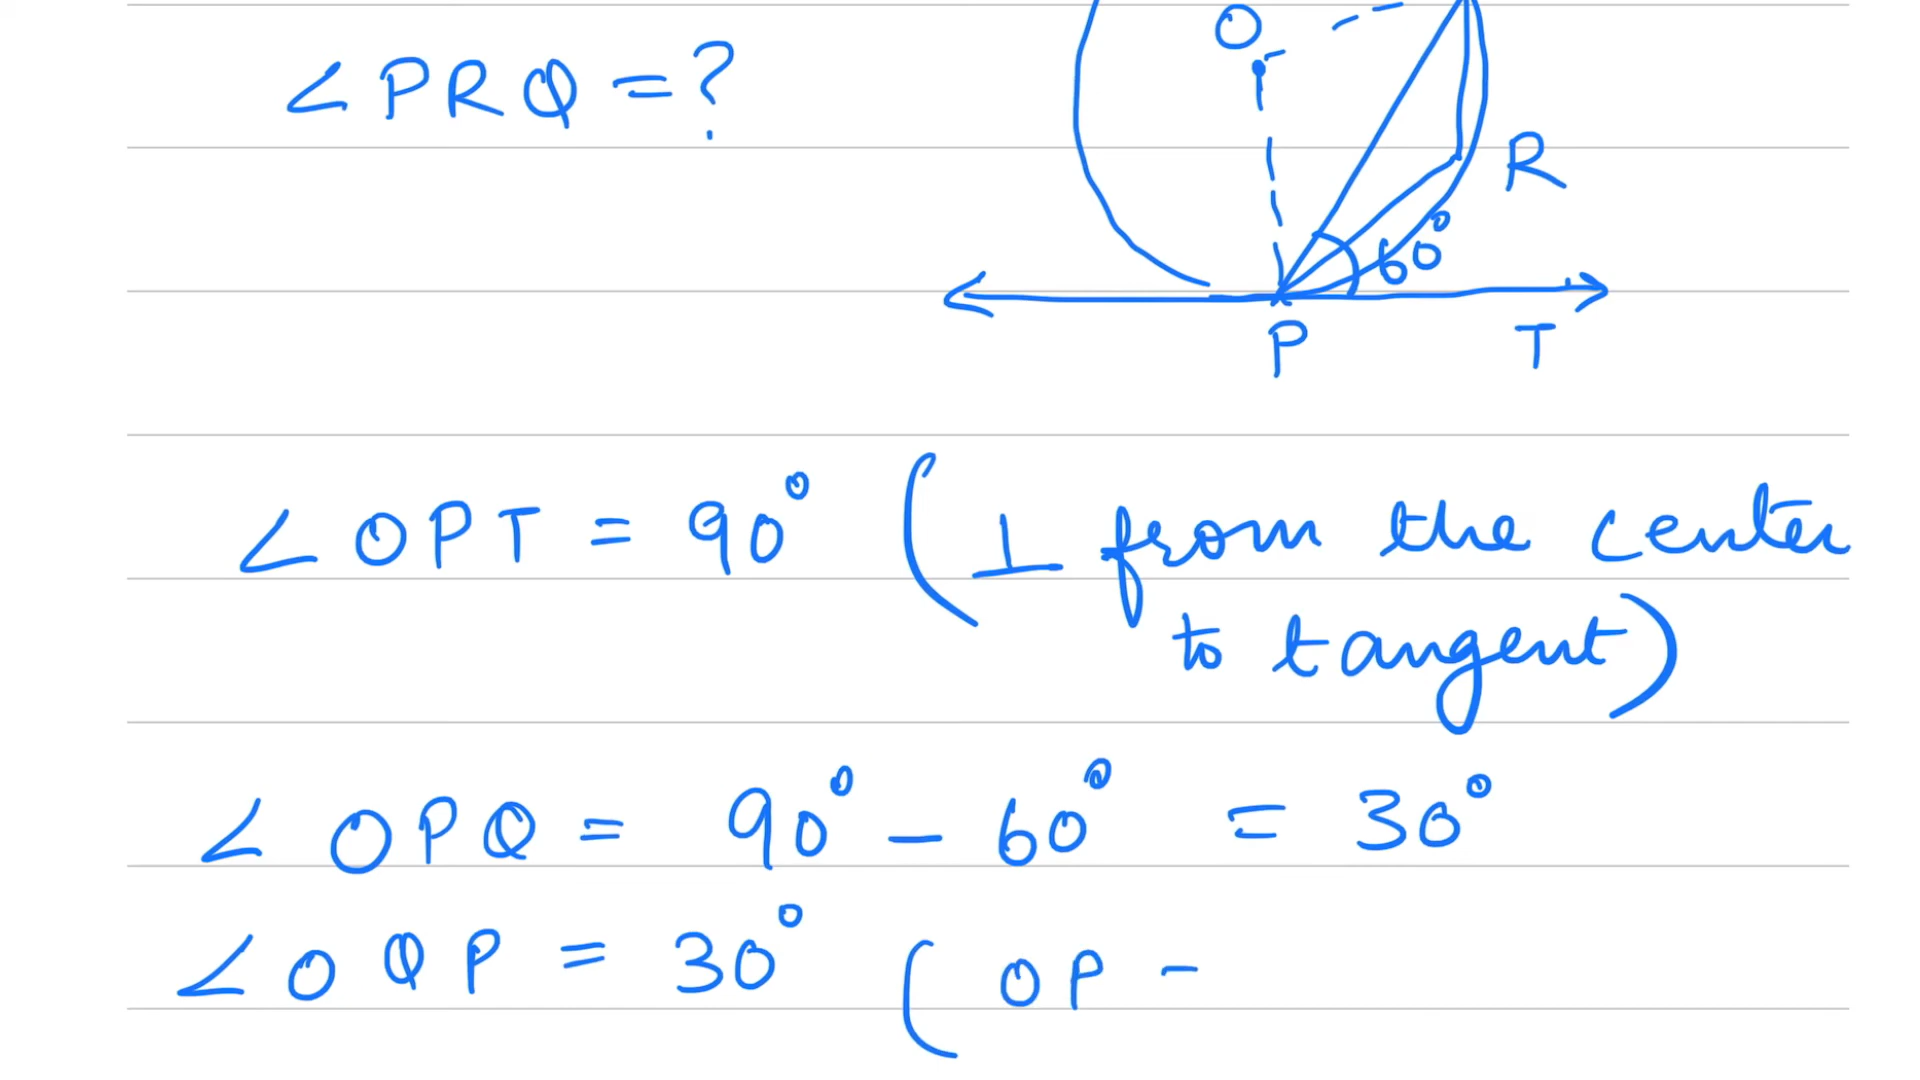 O
∠PRQ = ?
R
60°
P
T
∠OPT = 90° (⊥ from the center
to tangent)
∠OPQ = 90° - 60° = 30°
∠OQP = 30° (OP -